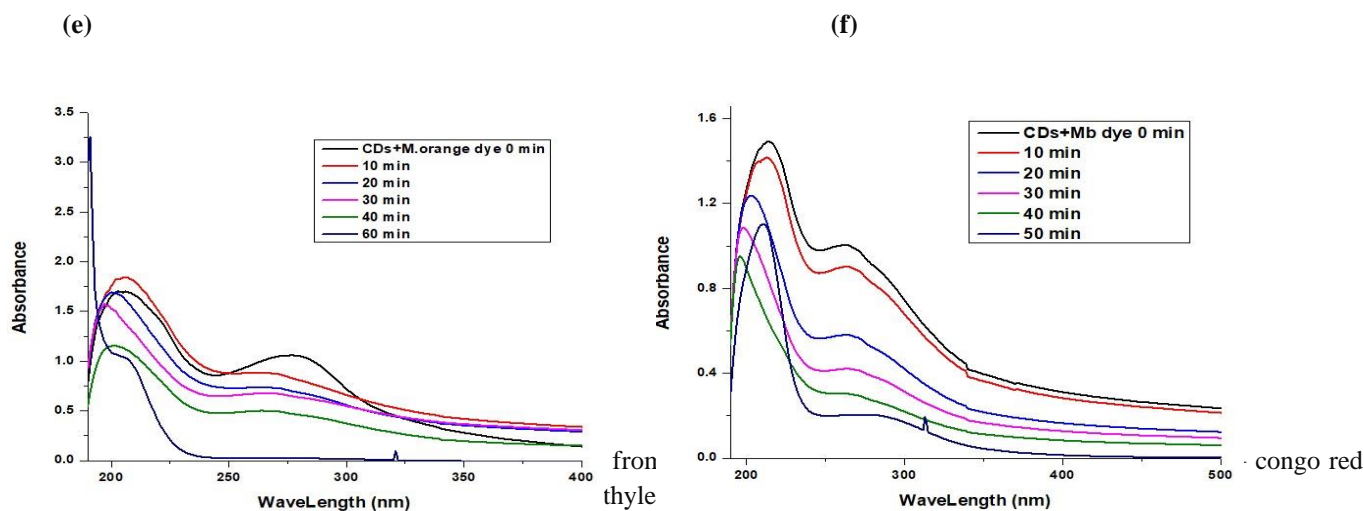 (e)
(f)
3.5
3.0
2.5
2.0
1.5
1.0
0.5
0.0
Absorbance
CDs+M.orange dye 0 min
10 min
20 min
30 min
40 min
60 min
200 250 300 350 400
WaveLength (nm)
1.6
1.2
0.8
0.4
0.0
Absorbance
CDs+Mb dye 0 min
10 min
20 min
30 min
40 min
50 min
200 300 400 500
WaveLength (nm)
congo red
thyle